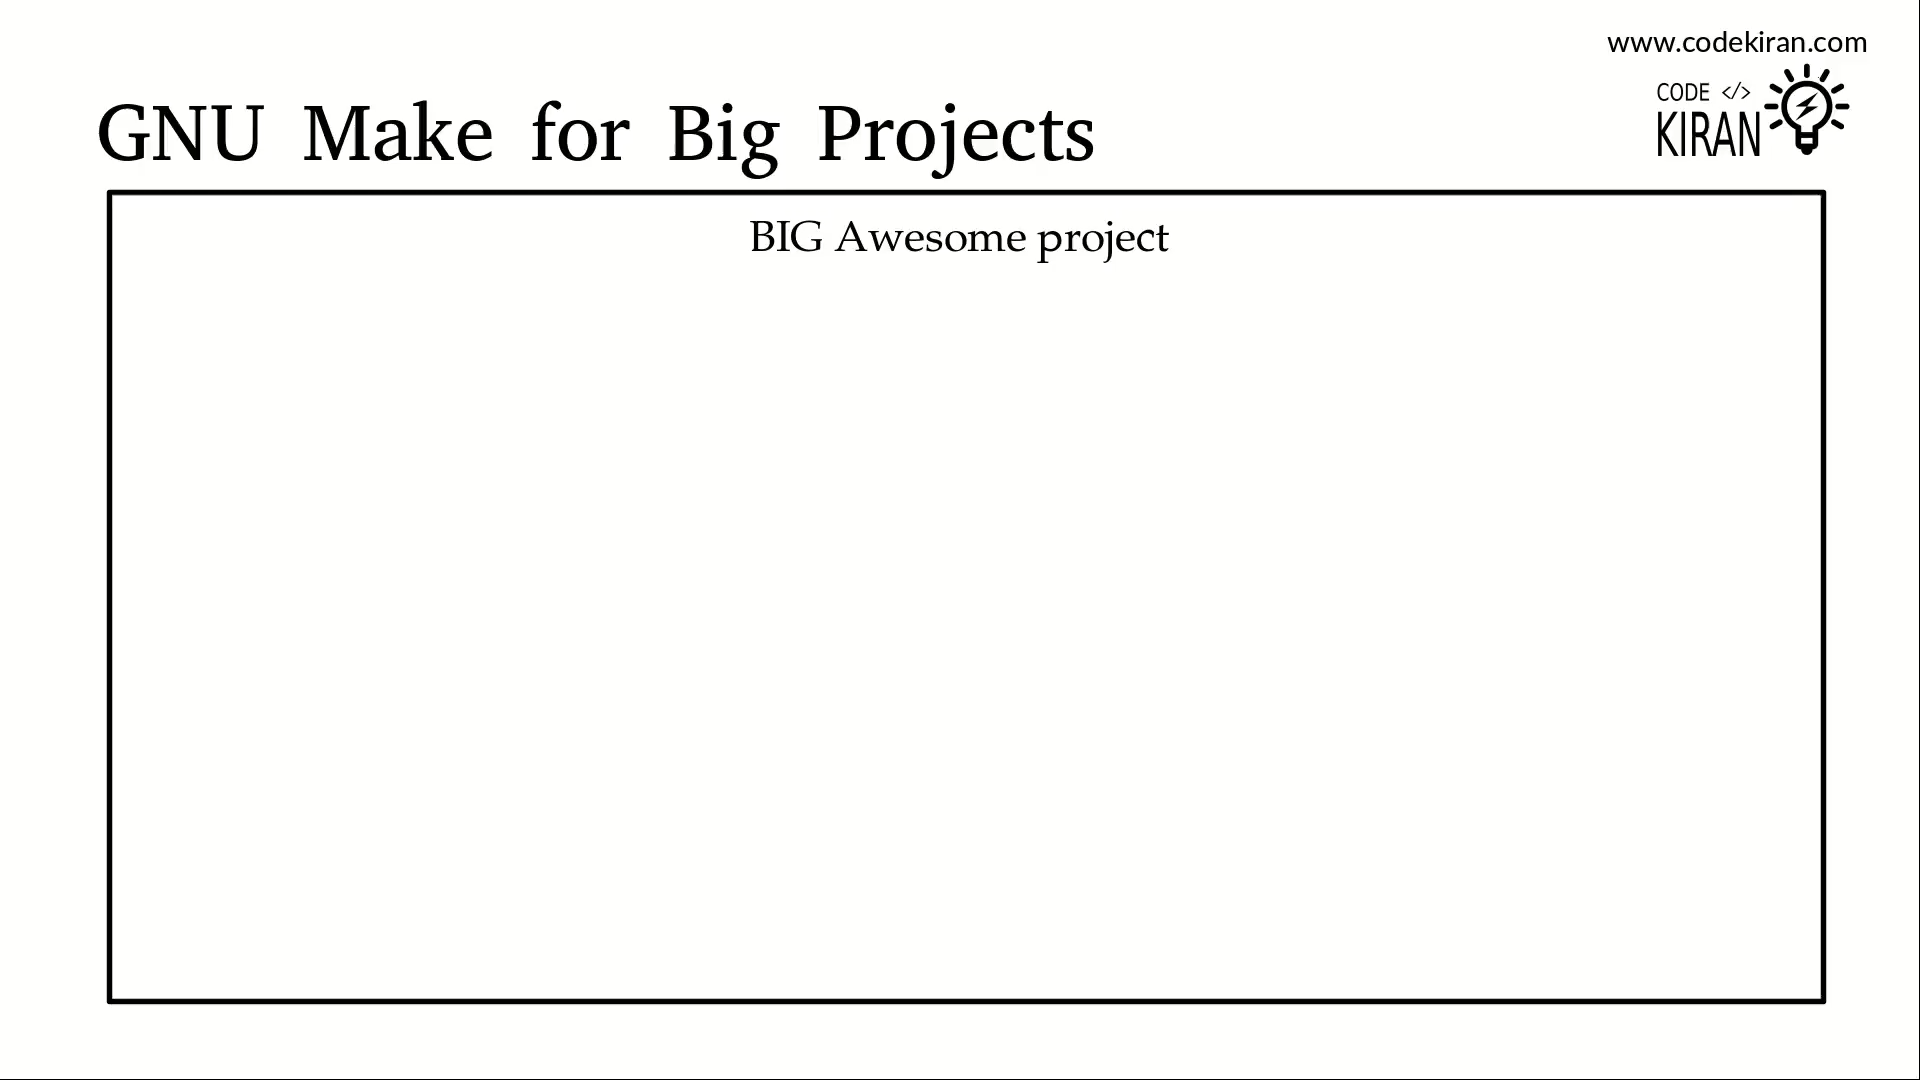 www.codekiran.com
CODE </>
KIRAN
GNU Make for Big Projects
BIG Awesome project